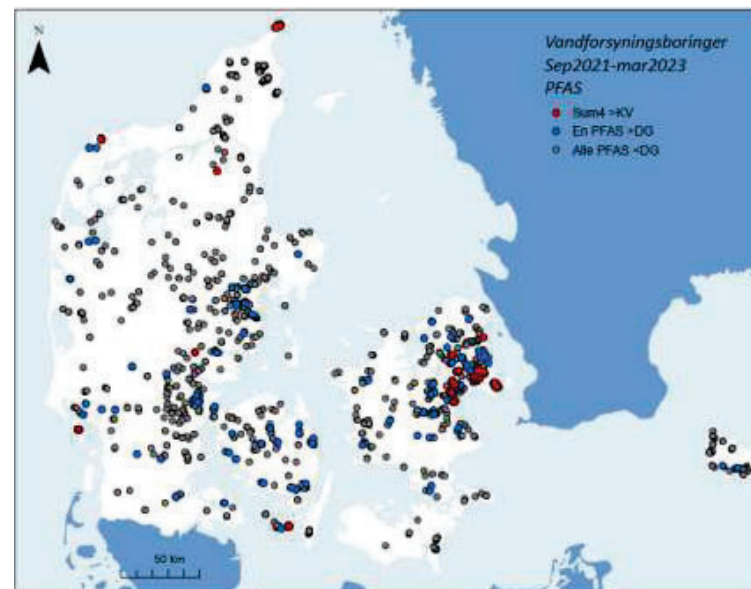 N
Vandforsyningsboringer
Sep2021-mar2023
PFAS
Sum4 >KV
En PFAS >DG
Alle PFAS <DG
50 Km